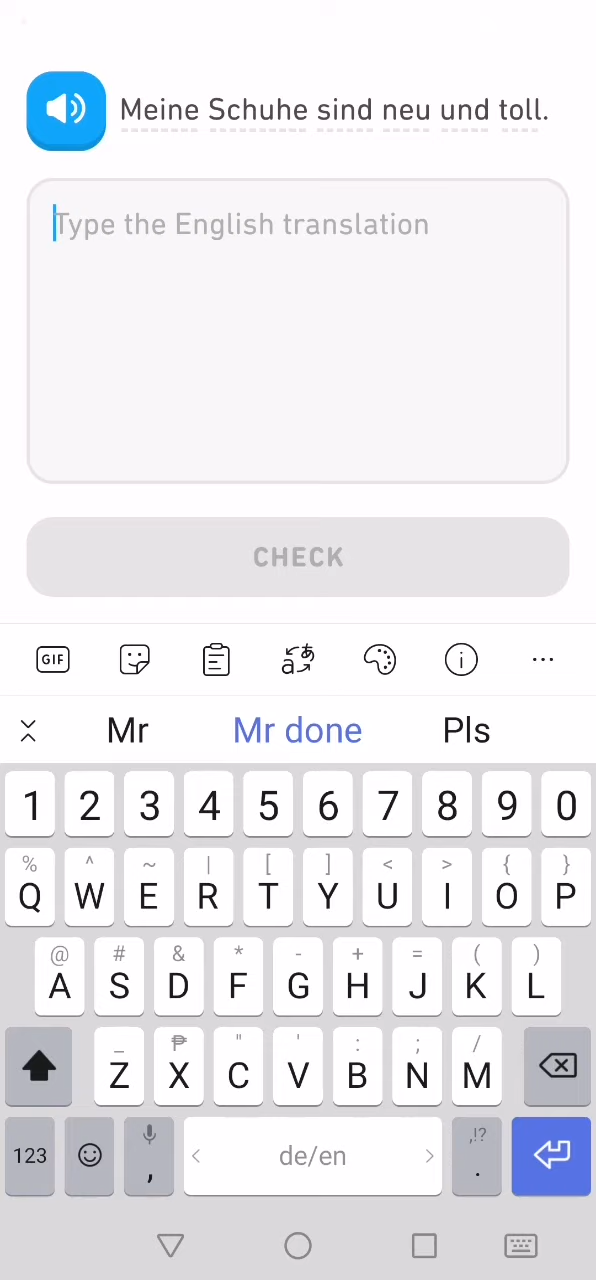 Meine Schuhe sind neu und toll.
Type the English translation
CHECK
GIF
Mr Mr done Pls
1 2 3 4 5 6 7 8 9 0
% ^ ~ | [ ] < > { }
Q W E R T Y U I O P
@ # & * - + = ( )
A S D F G H J K L
_ ₱ " ' : ; /
Z X C V B N M
,!?
123 , de/en .